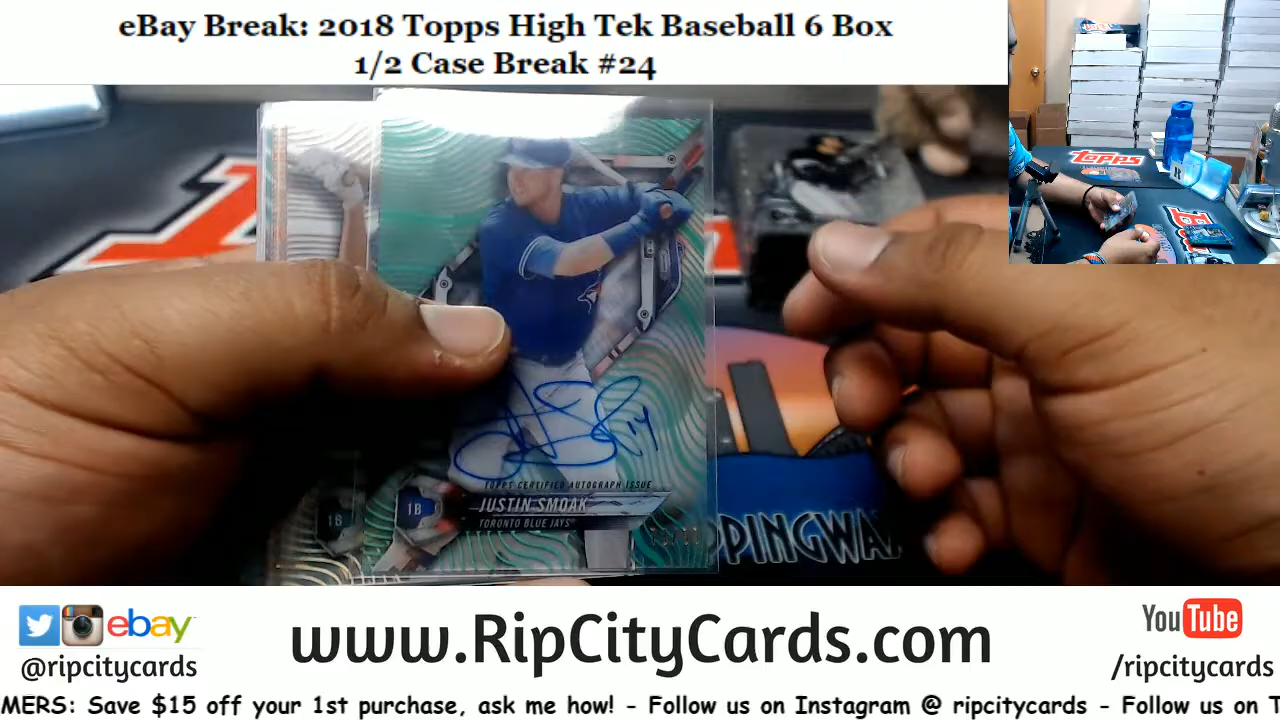 eBay Break: 2018 Topps High Tek Baseball 6 Box
1/2 Case Break #24
topps
TOPPS CERTIFIED AUTOGRAPH ISSUE
JUSTIN SMOAK
TORONTO BLUE JAYS
1B
1B
ebay
@ripcitycards
www.RipCityCards.com
YouTube
/ripcitycards
MERS: Save $15 off your 1st purchase, ask me how! - Follow us on Instagram @ ripcitycards - Follow us on T